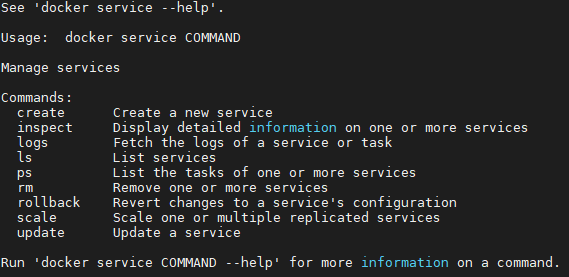 See 'docker service --help'.
Usage:  docker service COMMAND
Manage services
Commands:
  create      Create a new service
  inspect     Display detailed information on one or more services
  logs        Fetch the logs of a service or task
  ls          List services
  ps          List the tasks of one or more services
  rm          Remove one or more services
  rollback    Revert changes to a service's configuration
  scale       Scale one or multiple replicated services
  update      Update a service
Run 'docker service COMMAND --help' for more information on a command.